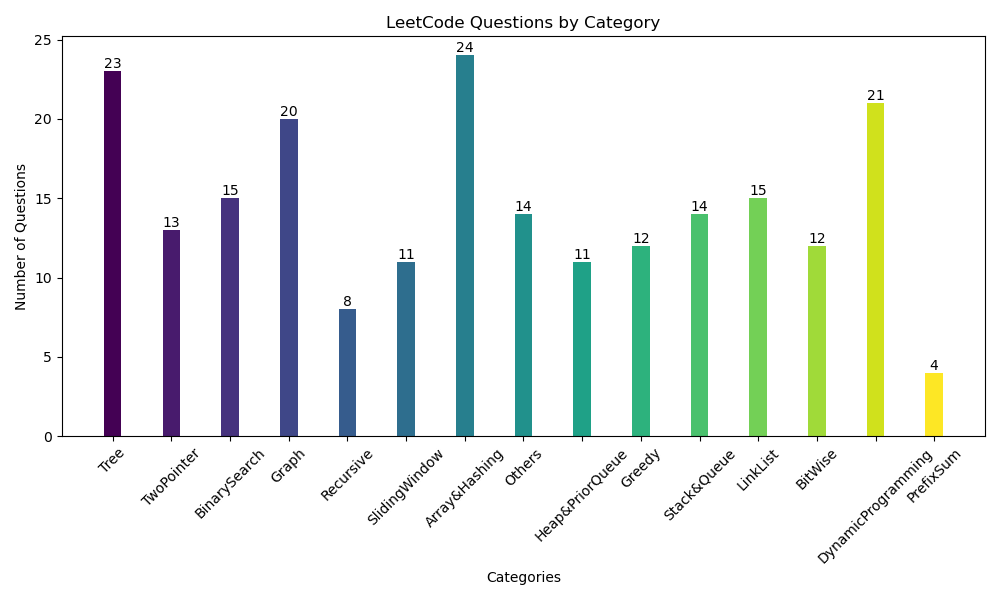 LeetCode Questions by Category
Number of Questions
25
20
15
10
5
0
23
13
15
20
8
11
24
14
11
12
14
15
12
21
4
Tree
TwoPointer
BinarySearch
Graph
Recursive
SlidingWindow
Array&Hashing
Others
Heap&PriorQueue
Greedy
Stack&Queue
LinkList
BitWise
DynamicProgramming
PrefixSum
Categories